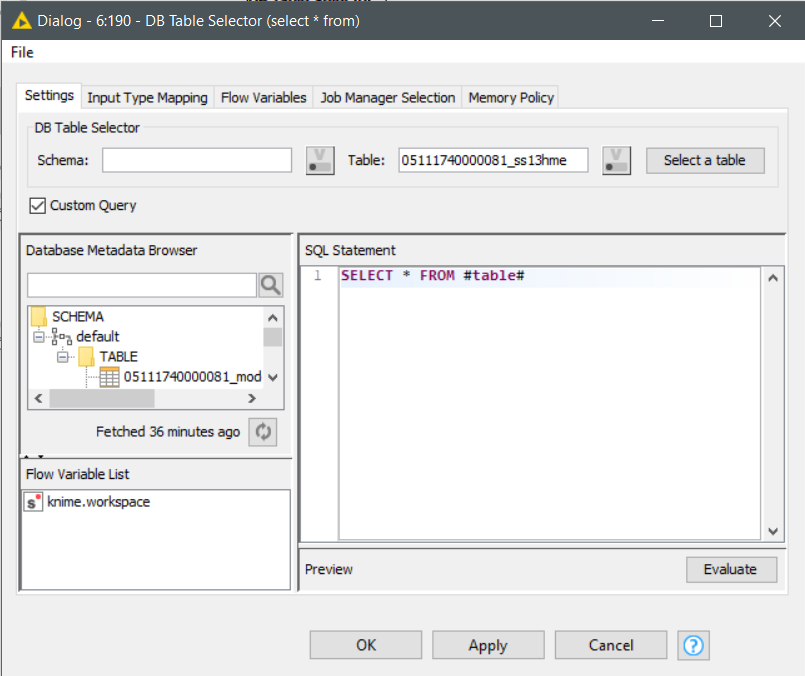 Dialog - 6:190 - DB Table Selector (select * from)
File
Settings Input Type Mapping Flow Variables Job Manager Selection Memory Policy
DB Table Selector
Schema: Table: 05111740000081_ss13hme Select a table
Custom Query
Database Metadata Browser
SCHEMA
default
TABLE
05111740000081_mod
Fetched 36 minutes ago
Flow Variable List
s knime.workspace
SQL Statement
1 SELECT * FROM #table#
Preview Evaluate
OK Apply Cancel ?